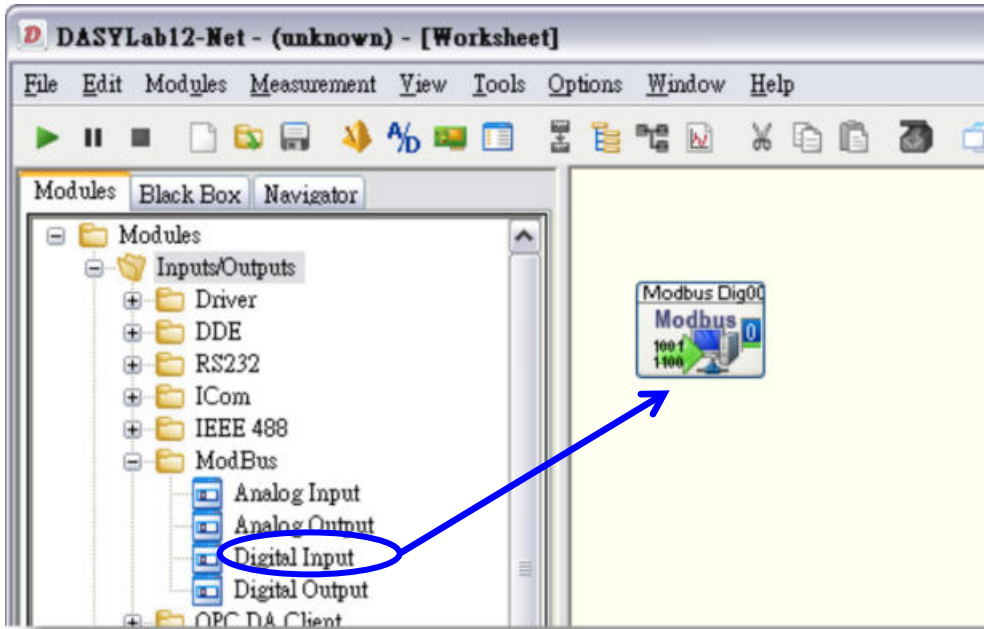 DASYLab12-Net - (unknown) - [Worksheet]
File Edit Modules Measurement View Tools Options Window Help
A/D
Modules Black Box Navigator
Modules
Inputs/Outputs
Driver
DDE
RS232
ICom
IEEE 488
ModBus
Analog Input
Analog Output
Digital Input
Digital Output
OPC DA Client
Modbus Dig00
Modbus
0
1001
1100